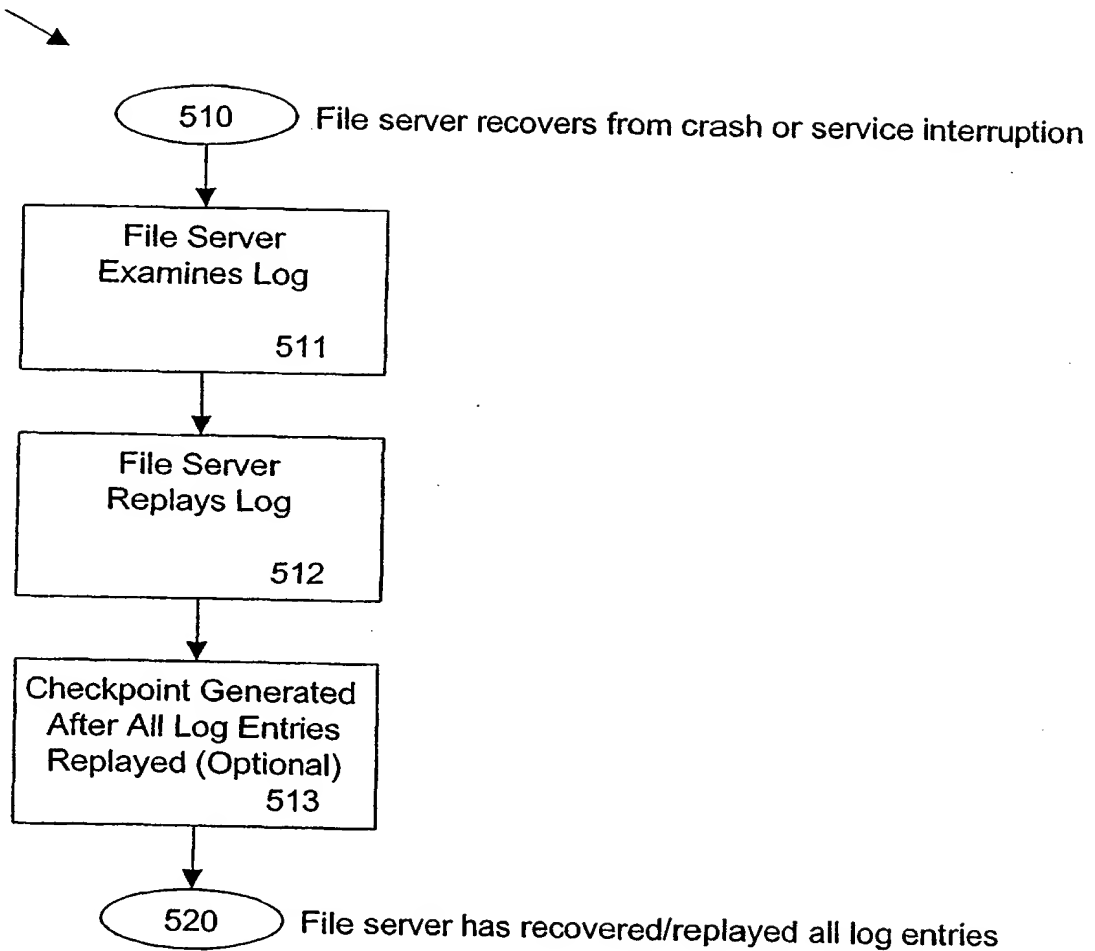 510 File server recovers from crash or service interruption
File Server
Examines Log
511
File Server
Replays Log
512
Checkpoint Generated
After All Log Entries
Replayed (Optional)
513
520 File server has recovered/replayed all log entries